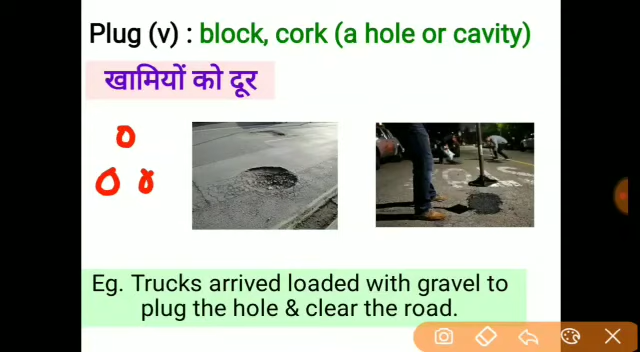 Plug (v) : block, cork (a hole or cavity)
खामियों को दूर
Eg. Trucks arrived loaded with gravel to
plug the hole & clear the road.